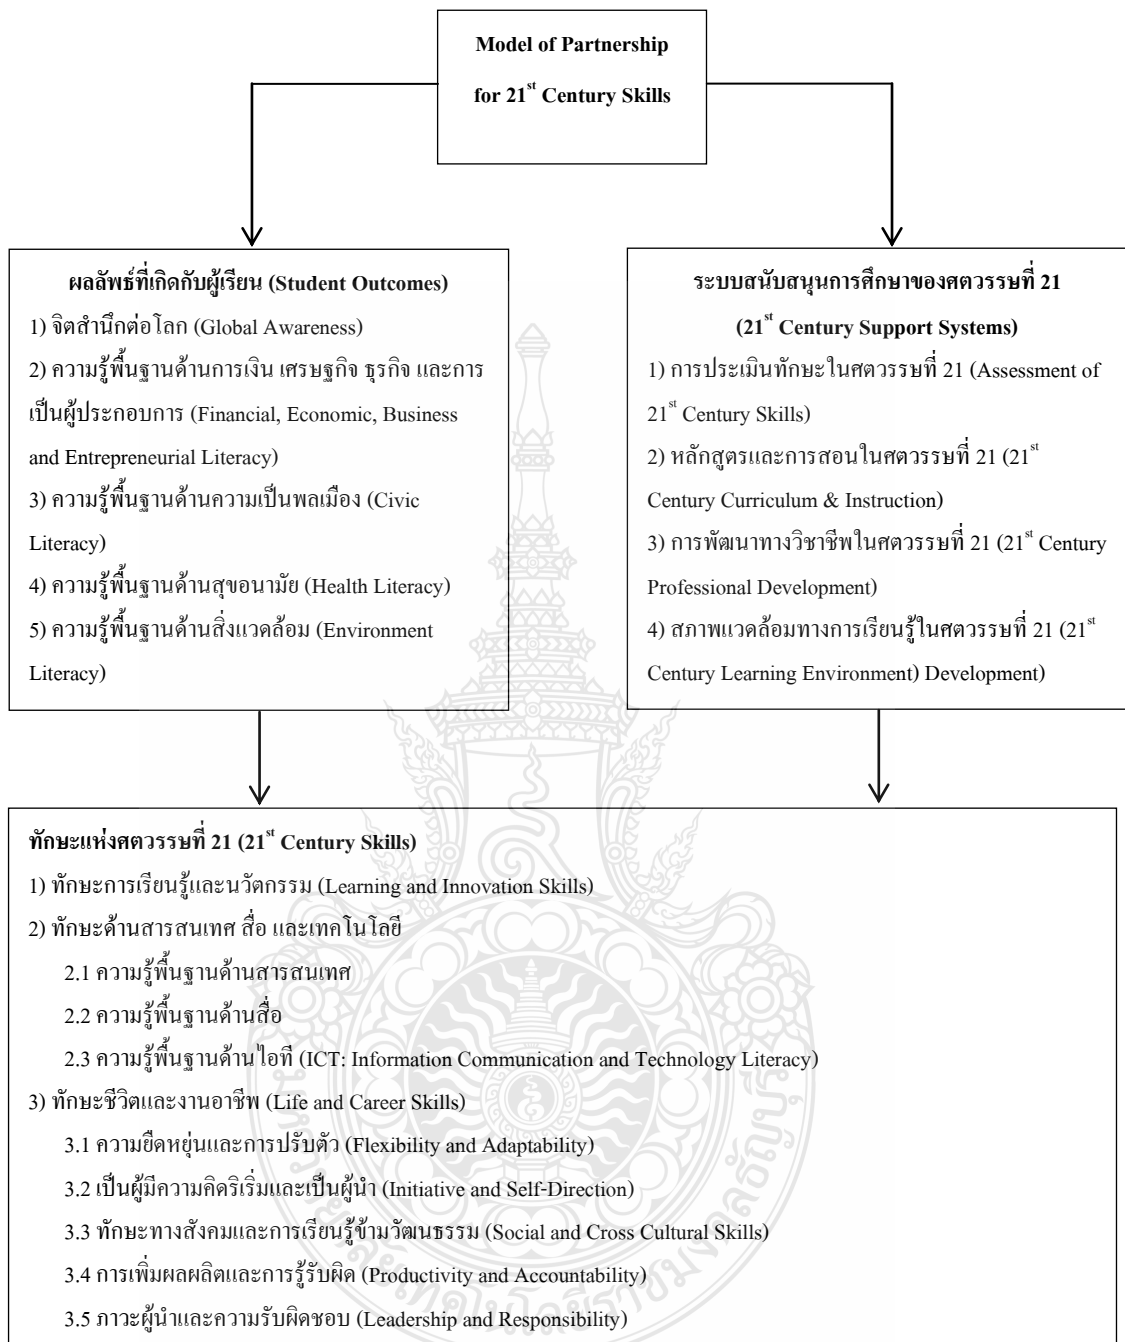 Model of Partnership
for 21st Century Skills
ผลลัพธ์ที่เกิดกับผู้เรียน (Student Outcomes)
1) จิตสำนึกต่อโลก (Global Awareness)
2) ความรู้พื้นฐานด้านการเงิน เศรษฐกิจ ธุรกิจ และการ
เป็นผู้ประกอบการ (Financial, Economic, Business
and Entrepreneurial Literacy)
3) ความรู้พื้นฐานด้านความเป็นพลเมือง (Civic
Literacy)
4) ความรู้พื้นฐานด้านสุขอนามัย (Health Literacy)
5) ความรู้พื้นฐานด้านสิ่งแวดล้อม (Environment
Literacy)
ระบบสนับสนุนการศึกษาของศตวรรษที่ 21
(21st Century Support Systems)
1) การประเมินทักษะในศตวรรษที่ 21 (Assessment of
21st Century Skills)
2) หลักสูตรและการสอนในศตวรรษที่ 21 (21st
Century Curriculum & Instruction)
3) การพัฒนาทางวิชาชีพในศตวรรษที่ 21 (21st Century
Professional Development)
4) สภาพแวดล้อมทางการเรียนรู้ในศตวรรษที่ 21 (21st
Century Learning Environment) Development)
ทักษะแห่งศตวรรษที่ 21 (21st Century Skills)
1) ทักษะการเรียนรู้และนวัตกรรม (Learning and Innovation Skills)
2) ทักษะด้านสารสนเทศ สื่อ และเทคโนโลยี
2.1 ความรู้พื้นฐานด้านสารสนเทศ
2.2 ความรู้พื้นฐานด้านสื่อ
2.3 ความรู้พื้นฐานด้านไอที (ICT: Information Communication and Technology Literacy)
3) ทักษะชีวิตและงานอาชีพ (Life and Career Skills)
3.1 ความยืดหยุ่นและการปรับตัว (Flexibility and Adaptability)
3.2 เป็นผู้มีความคิดริเริ่มและเป็นผู้นำ (Initiative and Self-Direction)
3.3 ทักษะทางสังคมและการเรียนรู้ข้ามวัฒนธรรม (Social and Cross Cultural Skills)
3.4 การเพิ่มผลผลิตและการรู้รับผิด (Productivity and Accountability)
3.5 ภาวะผู้นำและความรับผิดชอบ (Leadership and Responsibility)
มหาวิทยาลัยเทคโนโลยีราชมงคลธัญบุรี